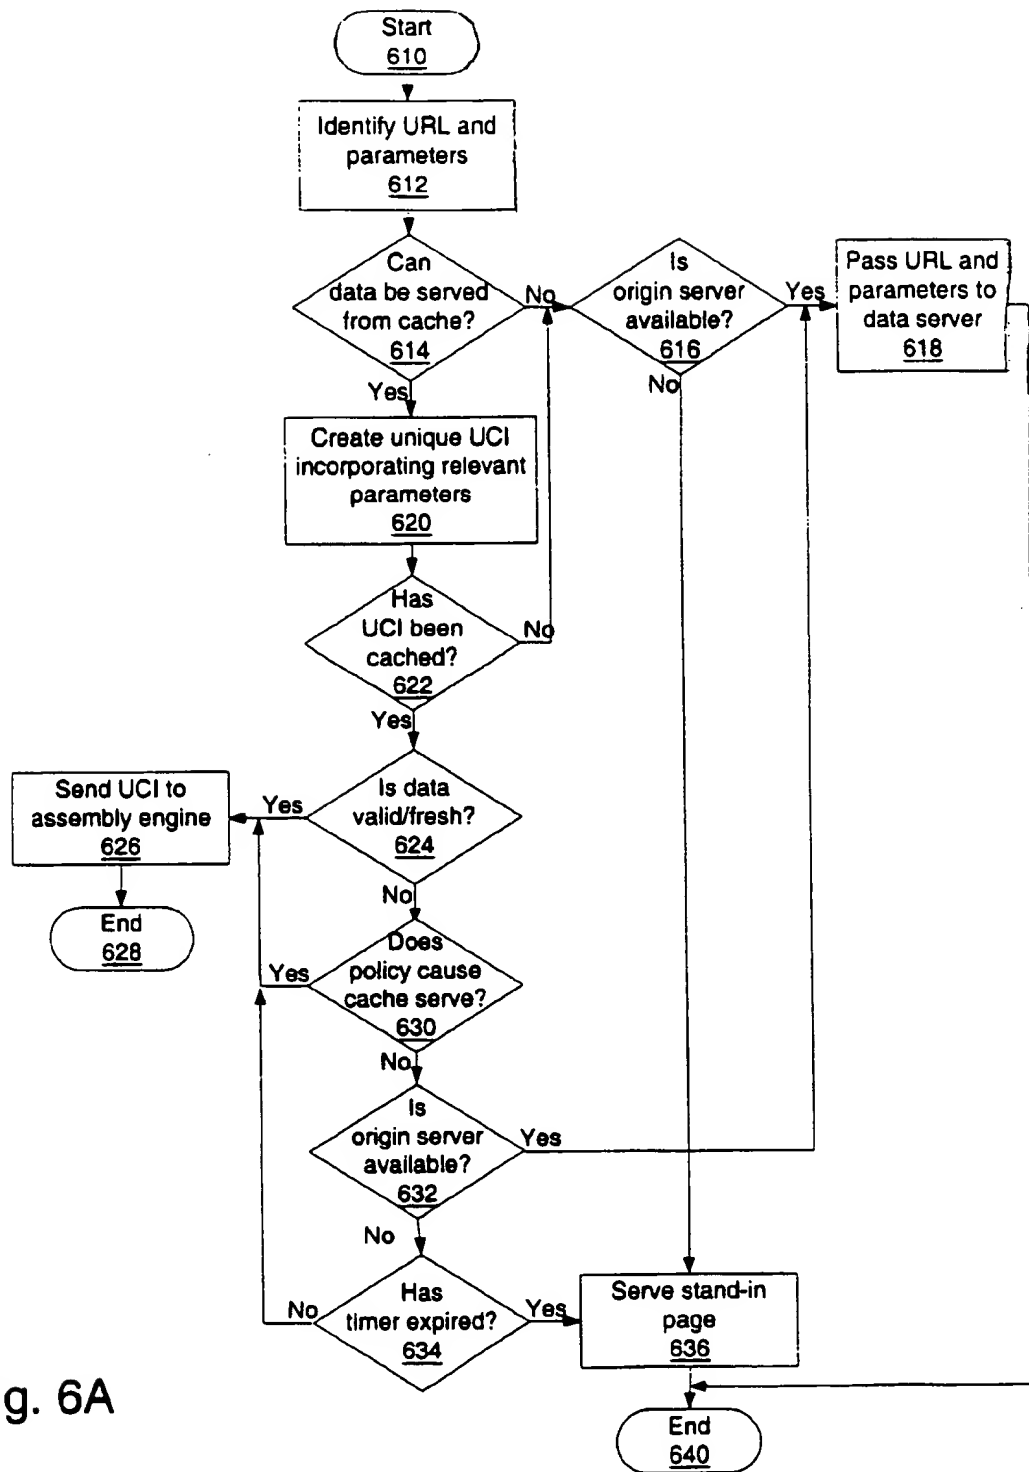 Start
610
Identify URL and
parameters
612
Can
data be served
from cache?
614
No
Yes
Is
origin server
available?
616
Yes
No
Pass URL and
parameters to
data server
618
Create unique UCI
incorporating relevant
parameters
620
Has
UCI been
cached?
622
No
Yes
Is data
valid/fresh?
624
Yes
No
Send UCI to
assembly engine
626
End
628
Does
policy cause
cache serve?
630
Yes
No
Is
origin server
available?
632
Yes
No
Has
timer expired?
634
No
Yes
Serve stand-in
page
636
End
640
g. 6A